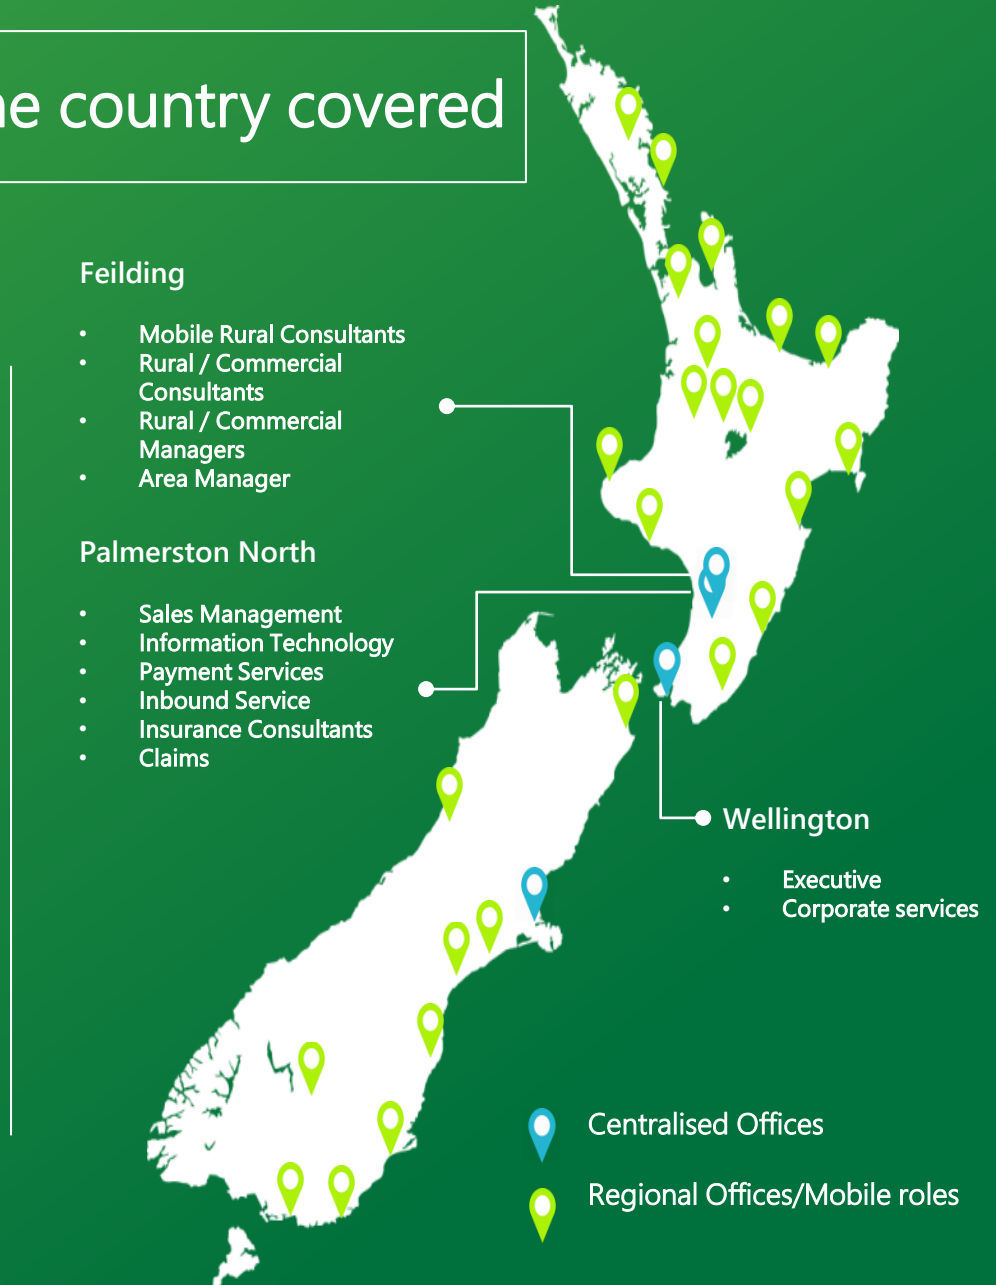 ne country covered
Feilding
• Mobile Rural Consultants
• Rural / Commercial
Consultants
• Rural / Commercial
Managers
• Area Manager
Palmerston North
• Sales Management
• Information Technology
• Payment Services
• Inbound Service
• Insurance Consultants
• Claims
Wellington
• Executive
• Corporate services
Centralised Offices
Regional Offices/Mobile roles